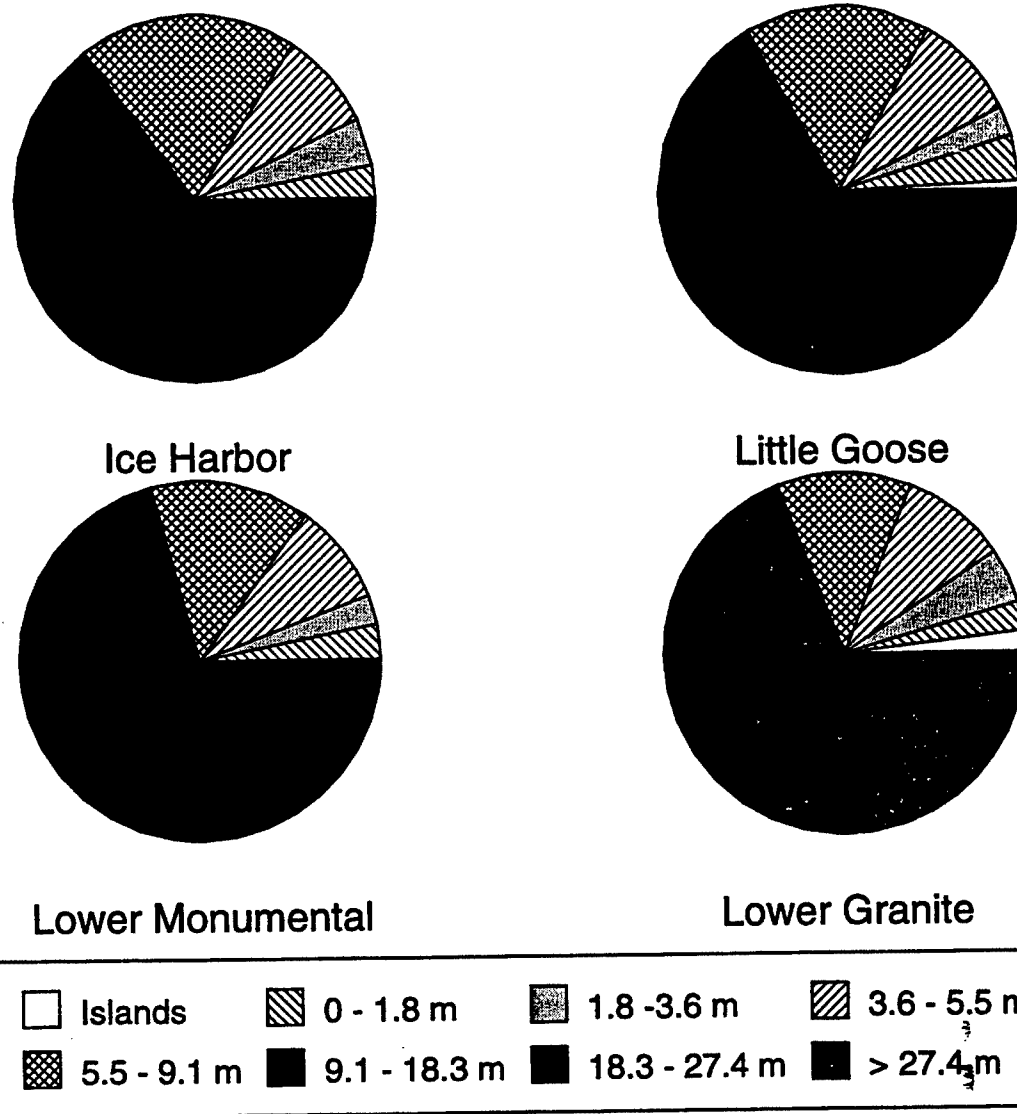 Ice Harbor
Little Goose
Lower Monumental
Lower Granite
Islands 0 - 1.8 m 1.8 -3.6 m 3.6 - 5.5 m
5.5 - 9.1 m 9.1 - 18.3 m 18.3 - 27.4 m > 27.4 m